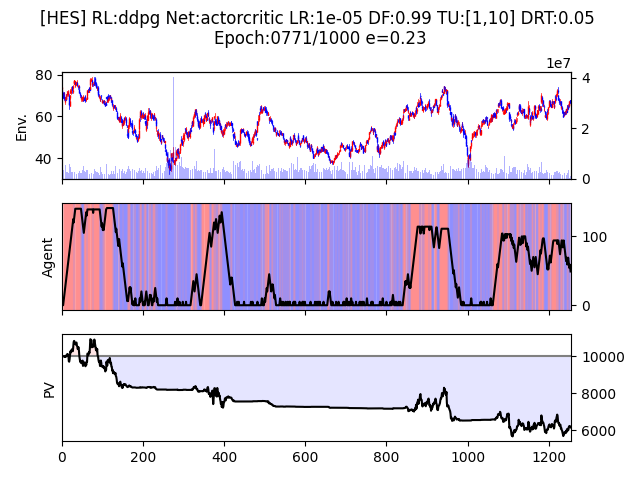 [HES] RL:ddpg Net:actorcritic LR:1e-05 DF:0.99 TU:[1,10] DRT:0.05
Epoch:0771/1000 e=0.23
1e7
80
60
40
Env.
4
2
0
Agent
100
0
PV
10000
8000
6000
0 200 400 600 800 1000 1200